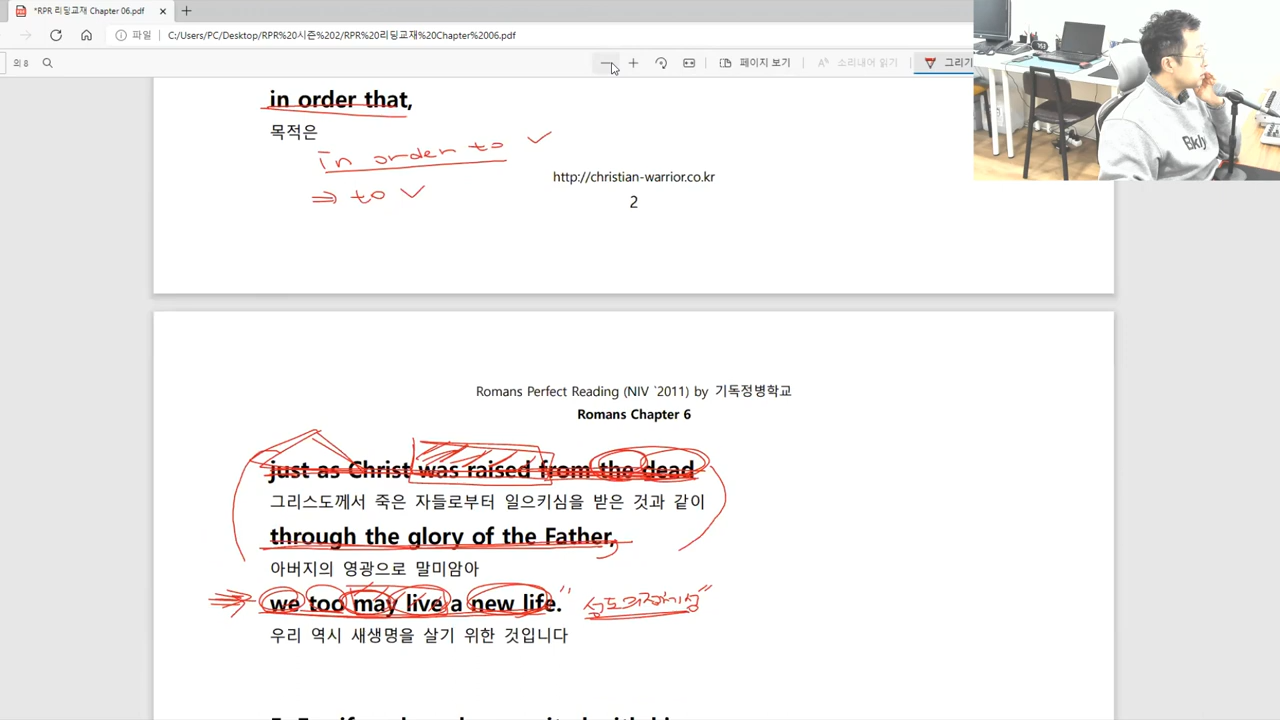 *RPR 리딩교재 Chapter 06.pdf
파일 C:/Users/PC/Desktop/RPR%20시즌%202/RPR%20리딩교재%20Chapter%2006.pdf
외 8 페이지 보기 소리내어 읽기 그리기
in order that,
목적은
in order to
⇒ to
http://christian-warrior.co.kr
2
Bkly
Romans Perfect Reading (NIV `2011) by 기독정병학교
Romans Chapter 6
just as Christ was raised from the dead
그리스도께서 죽은 자들로부터 일으키심을 받은 것과 같이
through the glory of the Father,
아버지의 영광으로 말미암아
we too may live a new life.
우리 역시 새생명을 살기 위한 것입니다